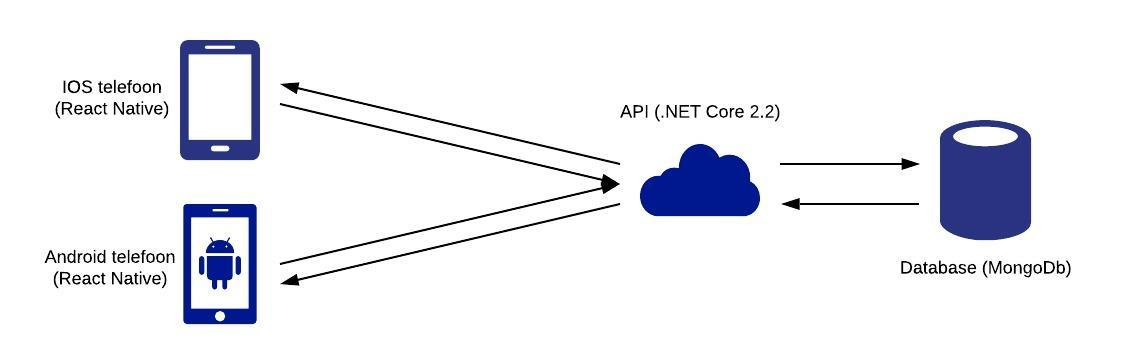 IOS telefoon
(React Native)
API (.NET Core 2.2)
Android telefoon
(React Native)
Database (MongoDb)